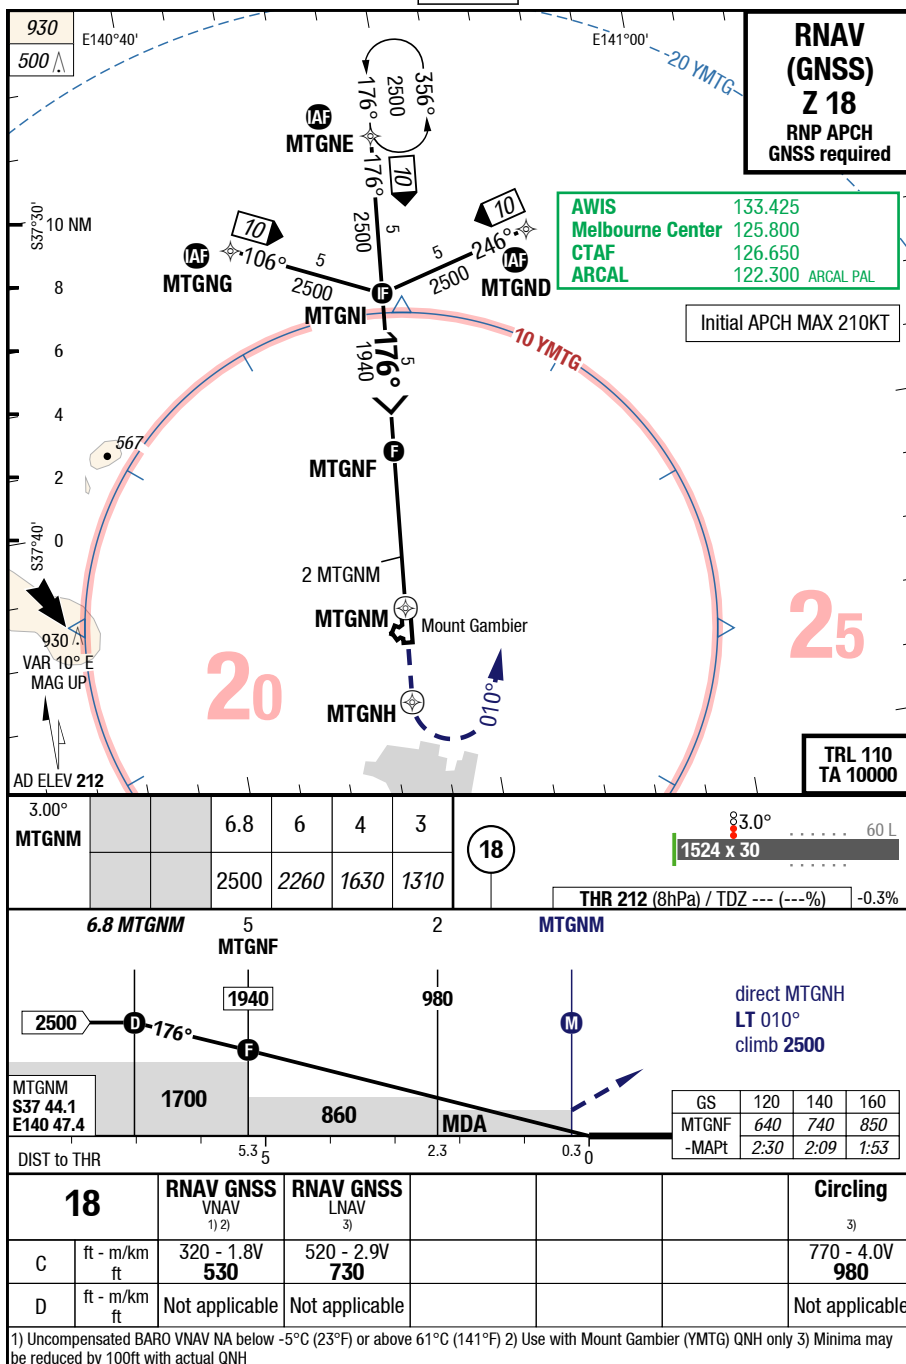 930
500
E140°40'
E141°00'
20 YMTG
RNAV
(GNSS)
Z 18
RNP APCH
GNSS required
176°
2500
356°
IAF
MTGNE
176°
10
2500
5
AWIS 133.425
Melbourne Center 125.800
CTAF 126.650
ARCAL 122.300 ARCAL PAL
S37°30'
10 NM
10
IAF
106°
MTGNG
5
2500
10
246°
IAF
MTGND
5
2500
IF
MTGNI
8
Initial APCH MAX 210KT
10 YMTG
6
176°
5
1940
4
567
F
MTGNF
2
S37°40'
0
2 MTGNM
MTGNM
Mount Gambier
930
VAR 10° E
MAG UP
20
25
MTGNH
010°
AD ELEV 212
TRL 110
TA 10000
3.00°
MTGNM
6.8 6 4 3
2500 2260 1630 1310
18
3.0°
60 L
1524 x 30
THR 212 (8hPa) / TDZ --- (---%) -0.3%
6.8 MTGNM 5 2 MTGNM
MTGNF
1940 980
2500 D 176° F M
direct MTGNH
LT 010°
climb 2500
MTGNM
S37 44.1
E140 47.4
1700 860 MDA
GS 120 140 160
MTGNF 640 740 850
-MAPt 2:30 2:09 1:53
DIST to THR 5.3 5 2.3 0.3 0
18
RNAV GNSS
VNAV
1) 2)
RNAV GNSS
LNAV
3)
Circling
3)
C ft - m/km 320 - 1.8V 520 - 2.9V 770 - 4.0V
ft 530 730 980
D ft - m/km
ft Not applicable Not applicable Not applicable
1) Uncompensated BARO VNAV NA below -5°C (23°F) or above 61°C (141°F) 2) Use with Mount Gambier (YMTG) QNH only 3) Minima may
be reduced by 100ft with actual QNH